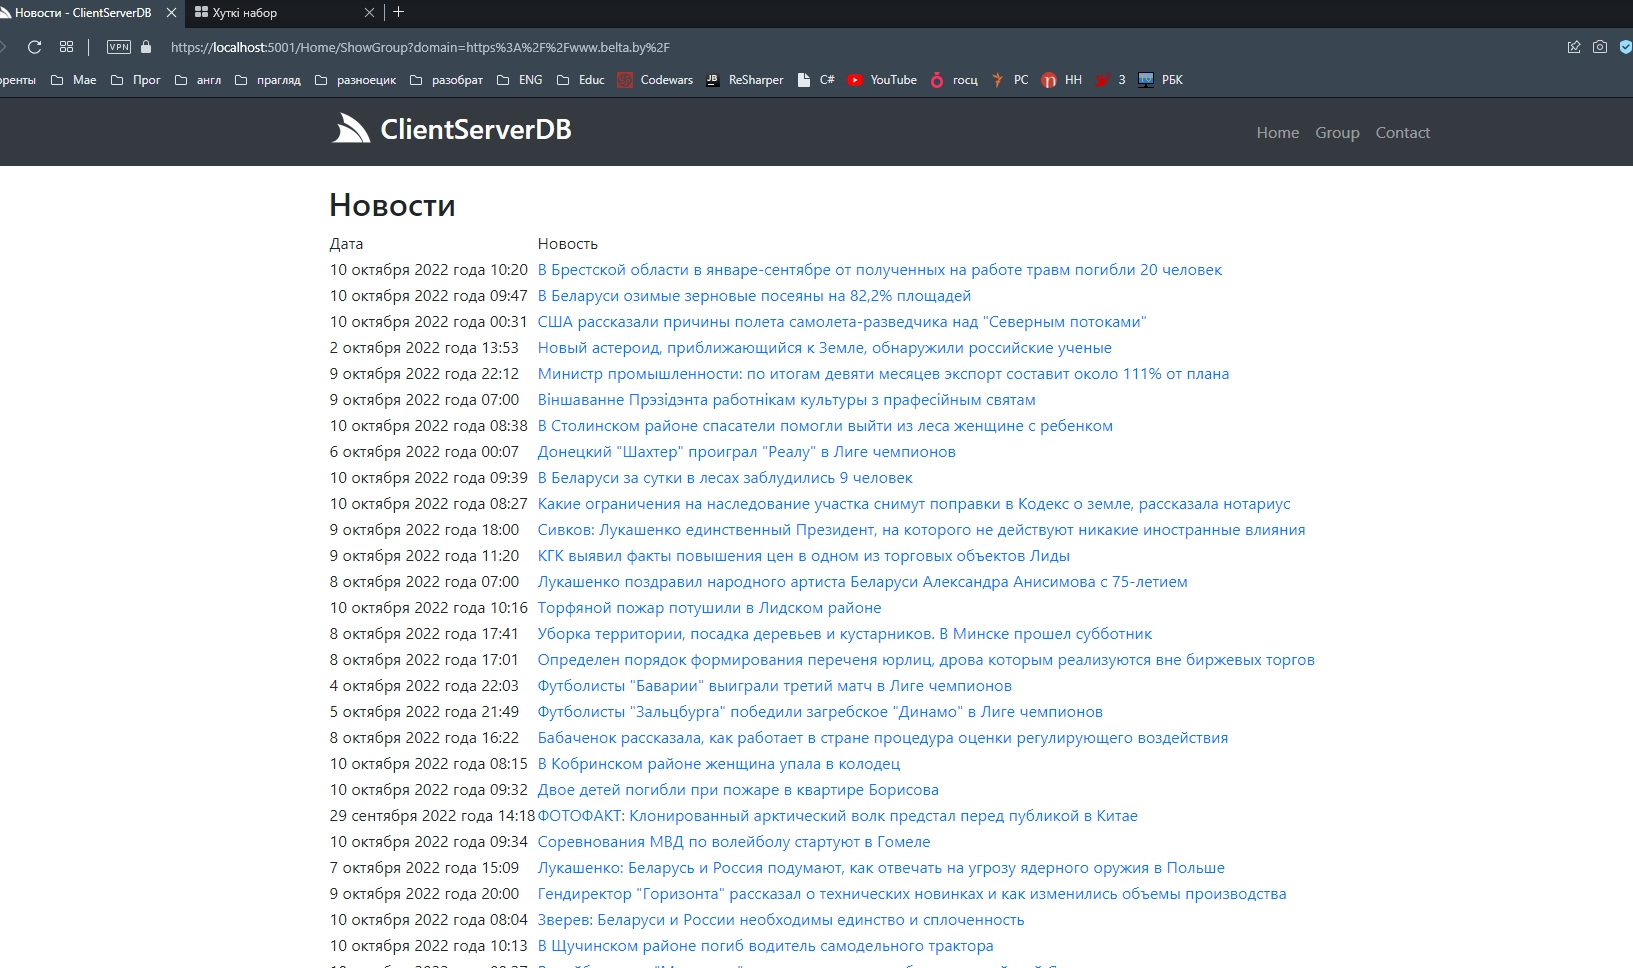 Новости - ClientServerDB Хуткі набор
VPN https://localhost:5001/Home/ShowGroup?domain=https%3A%2F%2Fwww.belta.by%2F
оренты Мае Прог англ прагляд разноецик разобрат ENG Educ Codewars JB ReSharper C# YouTube госц РС НН З РБК
ClientServerDB Home Group Contact
Новости
Дата Новость
10 октября 2022 года 10:20 В Брестской области в январе-сентябре от полученных на работе травм погибли 20 человек
10 октября 2022 года 09:47 В Беларуси озимые зерновые посеяны на 82,2% площадей
10 октября 2022 года 00:31 США рассказали причины полета самолета-разведчика над "Северным потоками"
2 октября 2022 года 13:53 Новый астероид, приближающийся к Земле, обнаружили российские ученые
9 октября 2022 года 22:12 Министр промышленности: по итогам девяти месяцев экспорт составит около 111% от плана
9 октября 2022 года 07:00 Віншаванне Прэзідэнта работнікам культуры з прафесійным святам
10 октября 2022 года 08:38 В Столинском районе спасатели помогли выйти из леса женщине с ребенком
6 октября 2022 года 00:07 Донецкий "Шахтер" проиграл "Реалу" в Лиге чемпионов
10 октября 2022 года 09:39 В Беларуси за сутки в лесах заблудились 9 человек
10 октября 2022 года 08:27 Какие ограничения на наследование участка снимут поправки в Кодекс о земле, рассказала нотариус
9 октября 2022 года 18:00 Сивков: Лукашенко единственный Президент, на которого не действуют никакие иностранные влияния
9 октября 2022 года 11:20 КГК выявил факты повышения цен в одном из торговых объектов Лиды
8 октября 2022 года 07:00 Лукашенко поздравил народного артиста Беларуси Александра Анисимова с 75-летием
10 октября 2022 года 10:16 Торфяной пожар потушили в Лидском районе
8 октября 2022 года 17:41 Уборка территории, посадка деревьев и кустарников. В Минске прошел субботник
8 октября 2022 года 17:01 Определен порядок формирования переченя юрлиц, дрова которым реализуются вне биржевых торгов
4 октября 2022 года 22:03 Футболисты "Баварии" выиграли третий матч в Лиге чемпионов
5 октября 2022 года 21:49 Футболисты "Зальцбурга" победили загребское "Динамо" в Лиге чемпионов
8 октября 2022 года 16:22 Бабаченок рассказала, как работает в стране процедура оценки регулирующего воздействия
10 октября 2022 года 08:15 В Кобринском районе женщина упала в колодец
10 октября 2022 года 09:32 Двое детей погибли при пожаре в квартире Борисова
29 сентября 2022 года 14:18 ФОТОФАКТ: Клонированный арктический волк предстал перед публикой в Китае
10 октября 2022 года 09:34 Соревнования МВД по волейболу стартуют в Гомеле
7 октября 2022 года 15:09 Лукашенко: Беларусь и Россия подумают, как отвечать на угрозу ядерного оружия в Польше
9 октября 2022 года 20:00 Гендиректор "Горизонта" рассказал о технических новинках и как изменились объемы производства
10 октября 2022 года 08:04 Зверев: Беларуси и России необходимы единство и сплоченность
10 октября 2022 года 10:13 В Щучинском районе погиб водитель самодельного трактора